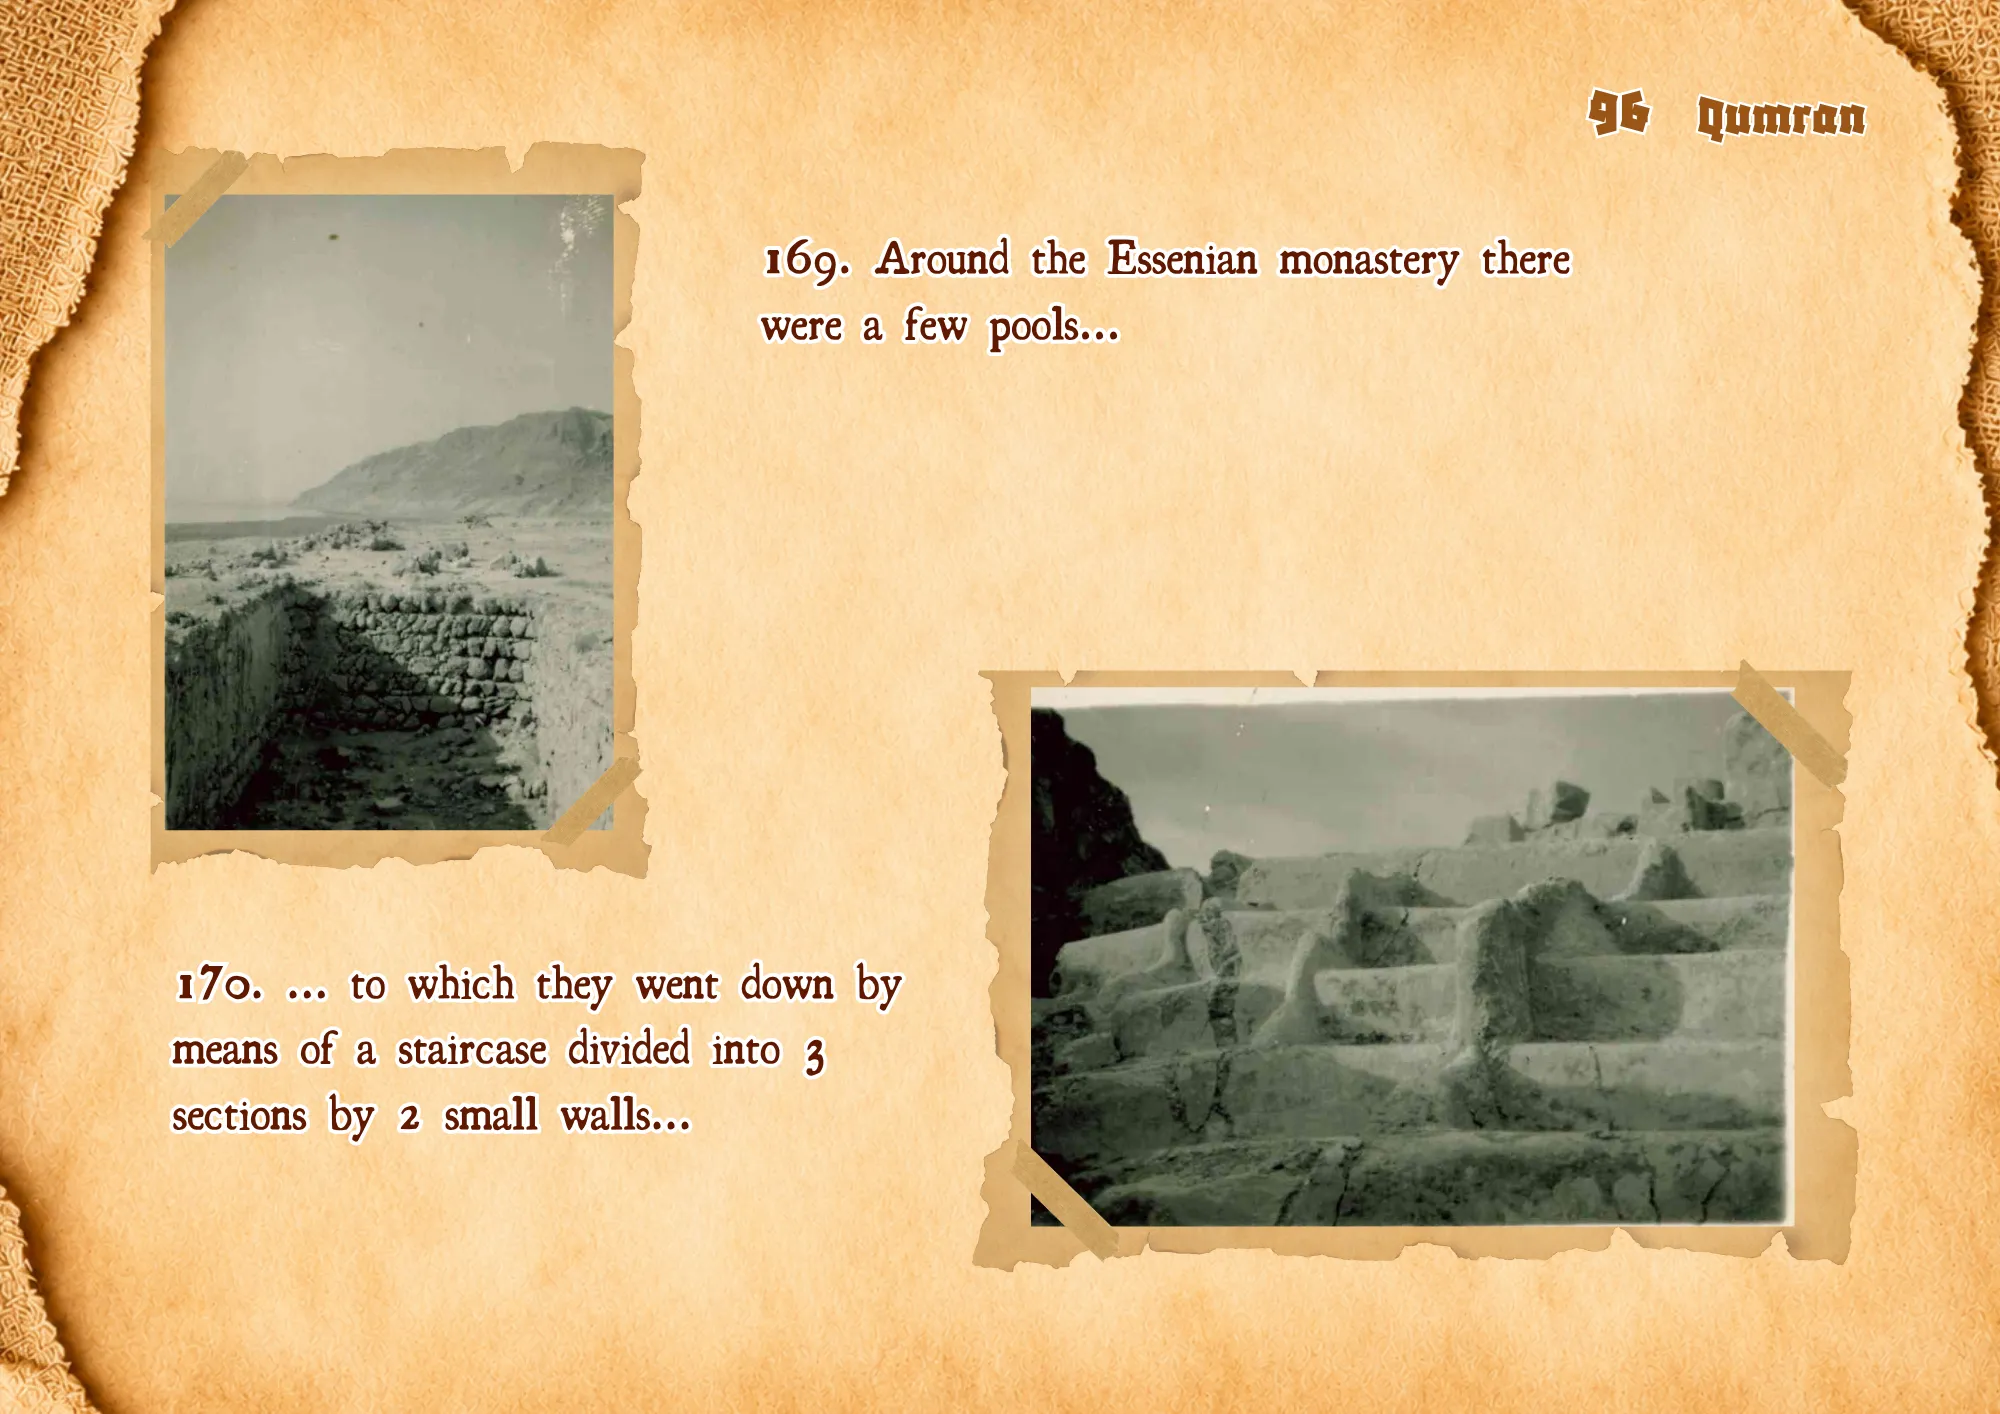 96 Qumran
169. Around the Essenian monastery there
were a few pools...
170. ... to which they went down by
means of a staircase divided into 3
sections by 2 small walls...